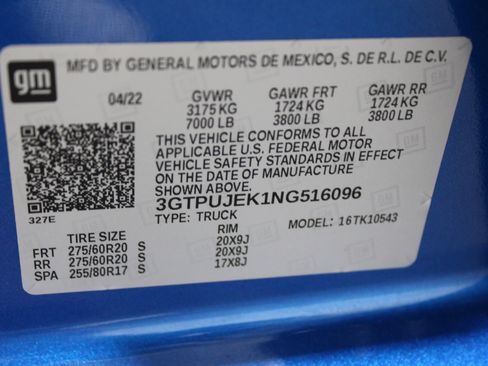 gm
MFD BY GENERAL MOTORS DE MEXICO, S. DE R.L. DE C.V.
04/22 GVWR GAWR FRT GAWR RR
3175 KG 1724 KG 1724 KG
7000 LB 3800 LB 3800 LB
THIS VEHICLE CONFORMS TO ALL
APPLICABLE U.S. FEDERAL MOTOR
VEHICLE SAFETY STANDARDS IN EFFECT
ON THE DATE OF MANUFACTURE
SHOWN ABOVE.
327E
3GTPUJEK1NG516096
TYPE: TRUCK MODEL: 16TK10543
TIRE SIZE RIM
FRT 275/60R20 S 20X9J
RR 275/60R20 S 20X9J
SPA 255/80R17 S 17X8J